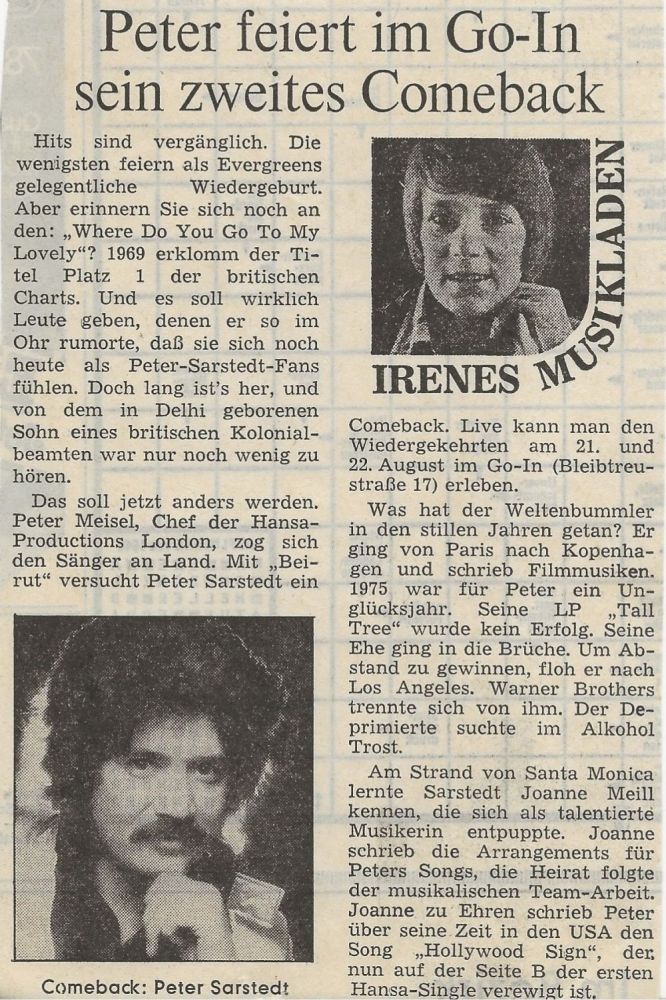 Peter feiert im Go-In
sein zweites Comeback
Hits sind vergänglich. Die
wenigsten feiern als Evergreens
gelegentliche Wiedergeburt.
Aber erinnern Sie sich noch an
den: „Where Do You Go To My
Lovely"? 1969 erklomm der Ti-
tel Platz 1 der britischen
Charts. Und es soll wirklich
Leute geben, denen er so im
Ohr rumorte, daß sie sich noch
heute als Peter-Sarstedt-Fans
fühlen. Doch lang ist's her, und
von dem in Delhi geborenen
Sohn eines britischen Kolonial-
beamten war nur noch wenig zu
hören.
Das soll jetzt anders werden.
Peter Meisel, Chef der Hansa-
Productions London, zog sich
den Sänger an Land. Mit „Bei-
rut" versucht Peter Sarstedt ein
Comeback: Peter Sarstedt
IRENES MUSIKLADEN
Comeback. Live kann man den
Wiedergekehrten am 21. und
22. August im Go-In (Bleibtreu-
straße 17) erleben.
Was hat der Weltenbummler
in den stillen Jahren getan? Er
ging von Paris nach Kopenha-
gen und schrieb Filmmusiken.
1975 war für Peter ein Un-
glücksjahr. Seine LP „Tall
Tree" wurde kein Erfolg. Seine
Ehe ging in die Brüche. Um Ab-
stand zu gewinnen, floh er nach
Los Angeles. Warner Brothers
trennte sich von ihm. Der De-
primierte suchte im Alkohol
Trost.
Am Strand von Santa Monica
lernte Sarstedt Joanne Meill
kennen, die sich als talentierte
Musikerin entpuppte. Joanne
schrieb die Arrangements für
Peters Songs, die Heirat folgte
der musikalischen Team-Arbeit.
Joanne zu Ehren schrieb Peter
über seine Zeit in den USA den
Song „Hollywood Sign", der
nun auf der Seite B der ersten
Hansa-Single verewigt ist.